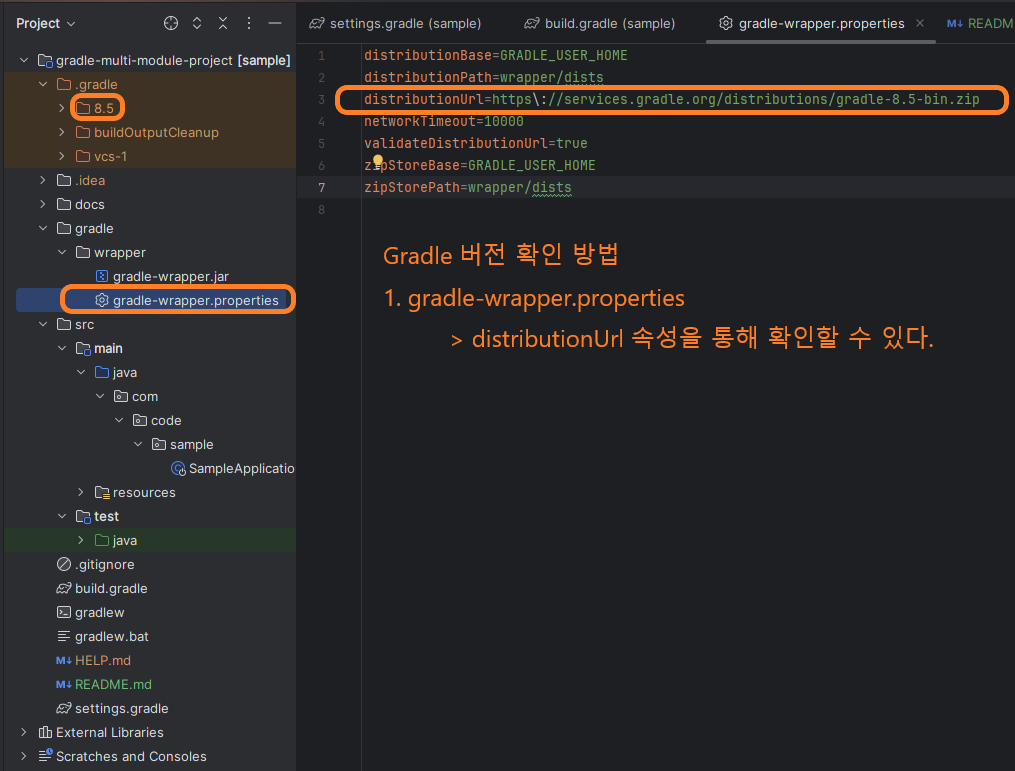 Project
gradle-multi-module-project [sample]
.gradle
8.5
buildOutputCleanup
vcs-1
.idea
docs
gradle
wrapper
gradle-wrapper.jar
gradle-wrapper.properties
src
main
java
com
code
sample
SampleApplicatio
resources
test
java
.gitignore
build.gradle
gradlew
gradlew.bat
M↓ HELP.md
M↓ README.md
settings.gradle
External Libraries
Scratches and Consoles
settings.gradle (sample) build.gradle (sample) gradle-wrapper.properties M↓ READM
1 distributionBase=GRADLE_USER_HOME
2 distributionPath=wrapper/dists
3 distributionUrl=https\://services.gradle.org/distributions/gradle-8.5-bin.zip
4 networkTimeout=10000
5 validateDistributionUrl=true
6 zipStoreBase=GRADLE_USER_HOME
7 zipStorePath=wrapper/dists
8
Gradle 버전 확인 방법
1. gradle-wrapper.properties
> distributionUrl 속성을 통해 확인할 수 있다.